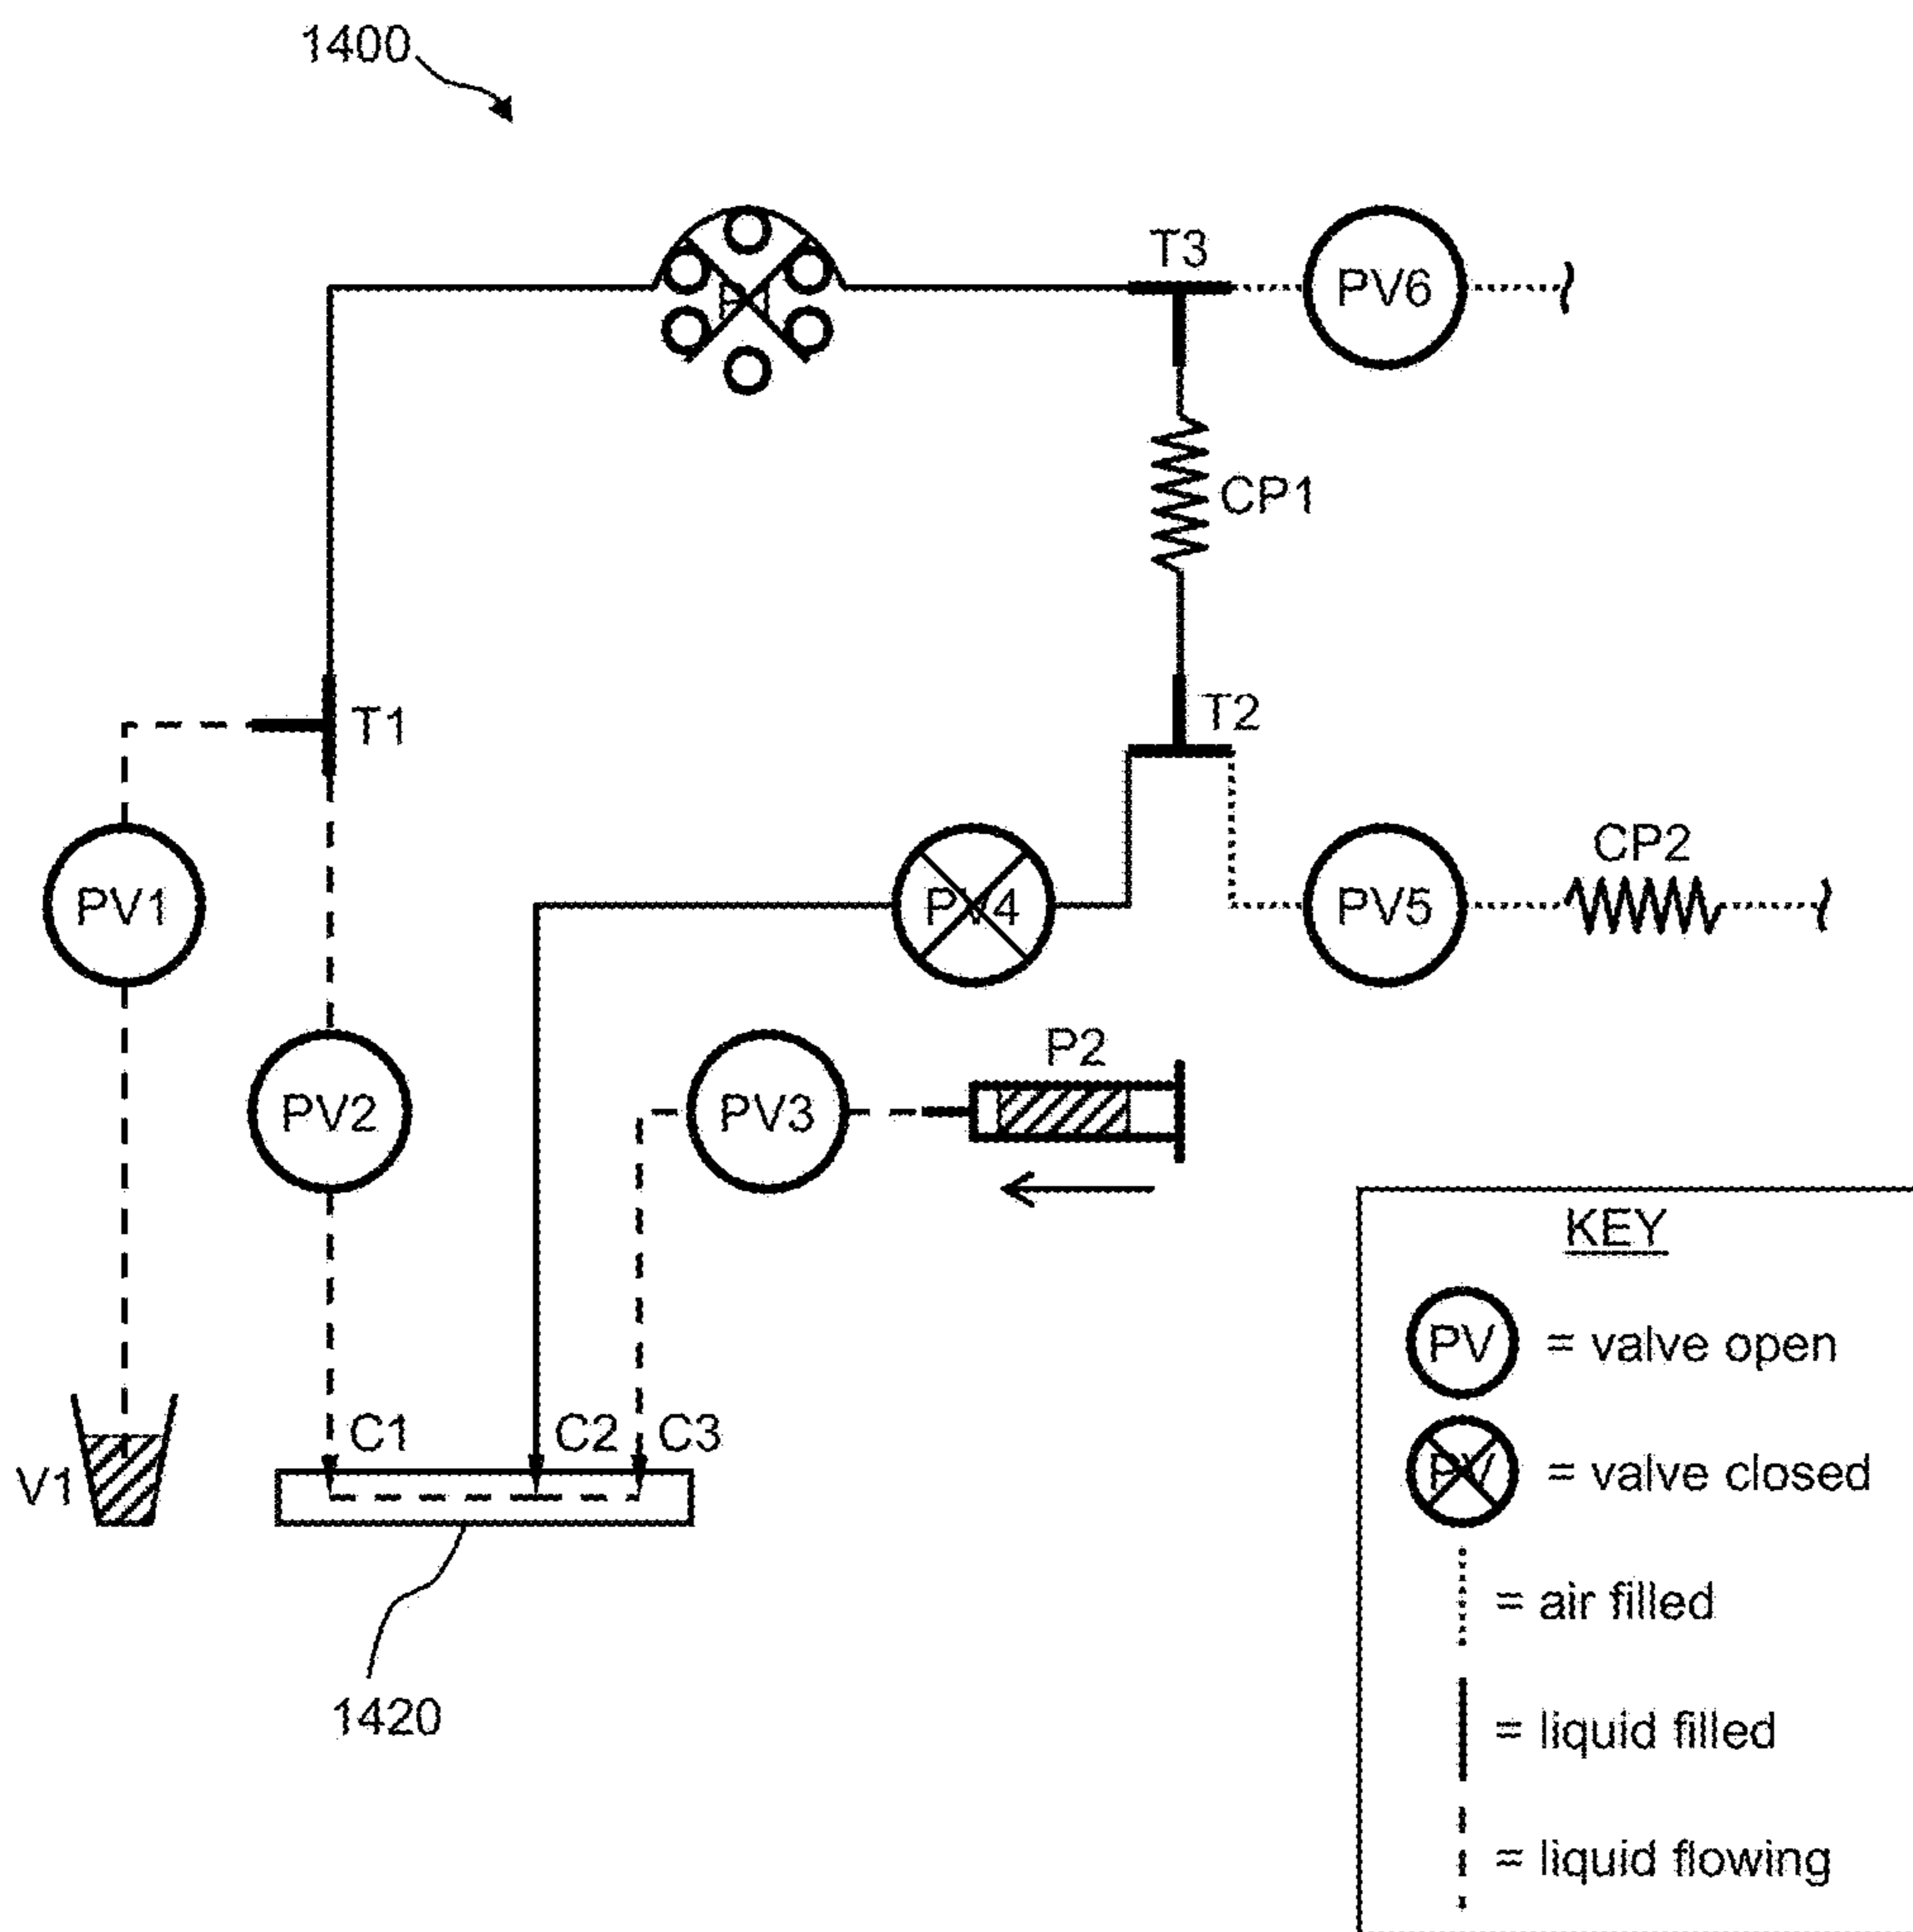 1400
T3
PV6
P1
CP1
T1
T2
CP2
PV1
PV4
PV5
P2
PV2
PV3
KEY
PV = valve open
C1
C2
C3
PV = valve closed
V1
= air filled
1420
= liquid filled
= liquid flowing